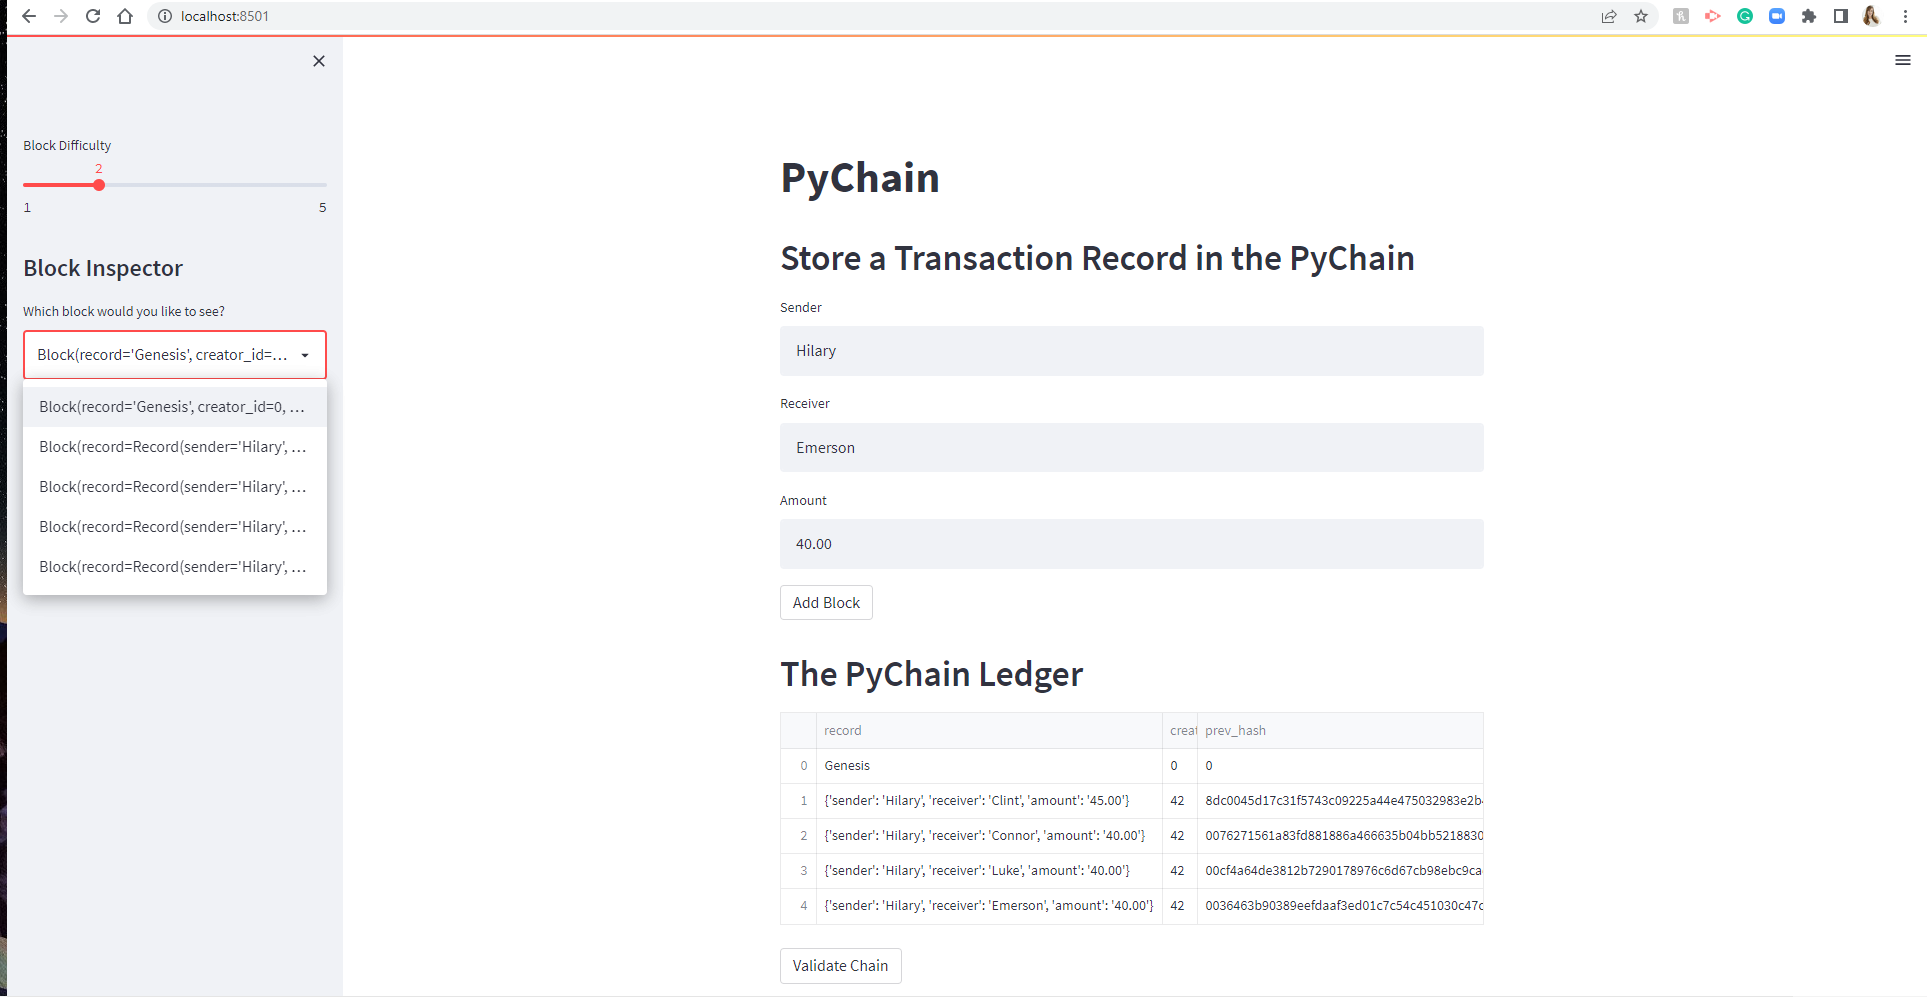 localhost:8501
Block Difficulty
2
1 5
Block Inspector
Which block would you like to see?
Block(record='Genesis', creator_id=...
Block(record='Genesis', creator_id=0, ...
Block(record=Record(sender='Hilary', ...
Block(record=Record(sender='Hilary', ...
Block(record=Record(sender='Hilary', ...
Block(record=Record(sender='Hilary', ...
PyChain
Store a Transaction Record in the PyChain
Sender
Hilary
Receiver
Emerson
Amount
40.00
Add Block
The PyChain Ledger
record creat prev_hash
0 Genesis 0 0
1 {'sender': 'Hilary', 'receiver': 'Clint', 'amount': '45.00'} 42 8dc0045d17c31f5743c09225a44e475032983e2b
2 {'sender': 'Hilary', 'receiver': 'Connor', 'amount': '40.00'} 42 0076271561a83fd881886a466635b04bb5218830
3 {'sender': 'Hilary', 'receiver': 'Luke', 'amount': '40.00'} 42 00cf4a64de3812b7290178976c6d67cb98ebc9ca
4 {'sender': 'Hilary', 'receiver': 'Emerson', 'amount': '40.00'} 42 0036463b90389eefdaaf3ed01c7c54c451030c47c
Validate Chain